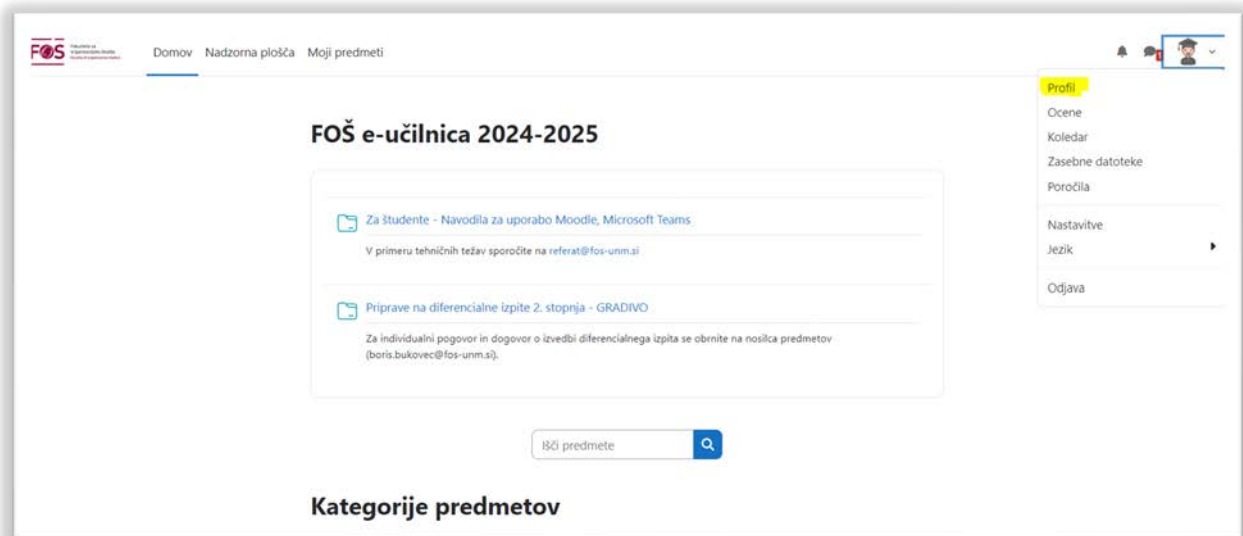 FOŠ
Domov Nadzorna plošča Moji predmeti
Profil
Ocene
Koledar
Zasebne datoteke
Poročila
Nastavitve
Jezik
Odjava
FOŠ e-učilnica 2024-2025
Za študente - Navodila za uporabo Moodle, Microsoft Teams
V primeru tehničnih težav sporočite na referat@fos-unm.si
Priprave na diferencialne izpite 2. stopnja - GRADIVO
Za individualni pogovor in dogovor o izvedbi diferencialnega izpita se obrnite na nosilca predmetov
(boris.bukovec@fos-unm.si).
Išči predmete
Kategorije predmetov